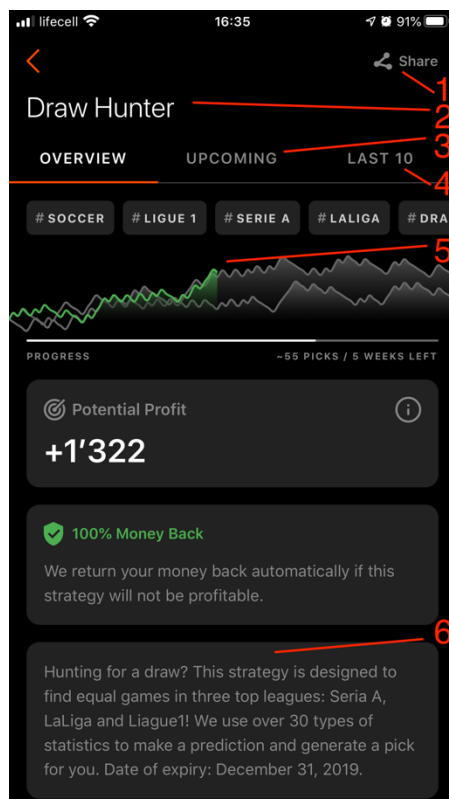 lifecell 16:35 91%
Share
1
Draw Hunter
2
OVERVIEW UPCOMING LAST 10
3
4
#SOCCER #LIGUE 1 #SERIE A #LALIGA #DRA
5
PROGRESS ~55 PICKS / 5 WEEKS LEFT
Potential Profit
+1'322
100% Money Back
We return your money back automatically if this
strategy will not be profitable.
6
Hunting for a draw? This strategy is designed to
find equal games in three top leagues: Seria A,
LaLiga and Liague1! We use over 30 types of
statistics to make a prediction and generate a pick
for you. Date of expiry: December 31, 2019.